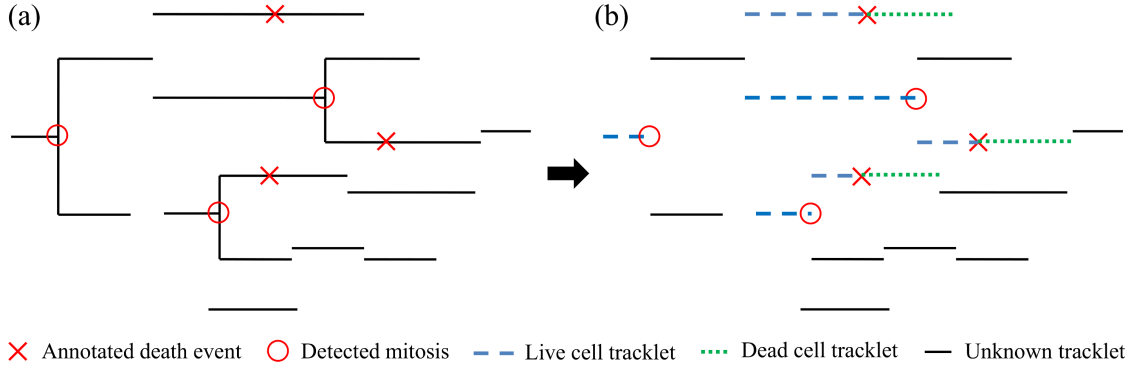 (a)
(b)
Annotated death event
Detected mitosis
Live cell tracklet
Dead cell tracklet
Unknown tracklet